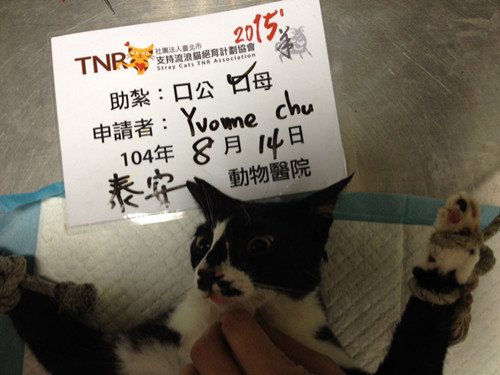 2015'
TNR 社團法人臺北市
支持流浪貓絕育計劃協會
Stray Cats TNR Association
助紮：口公 口母
申請者：Yvonne chu
104年 8月 14日
泰安 動物醫院